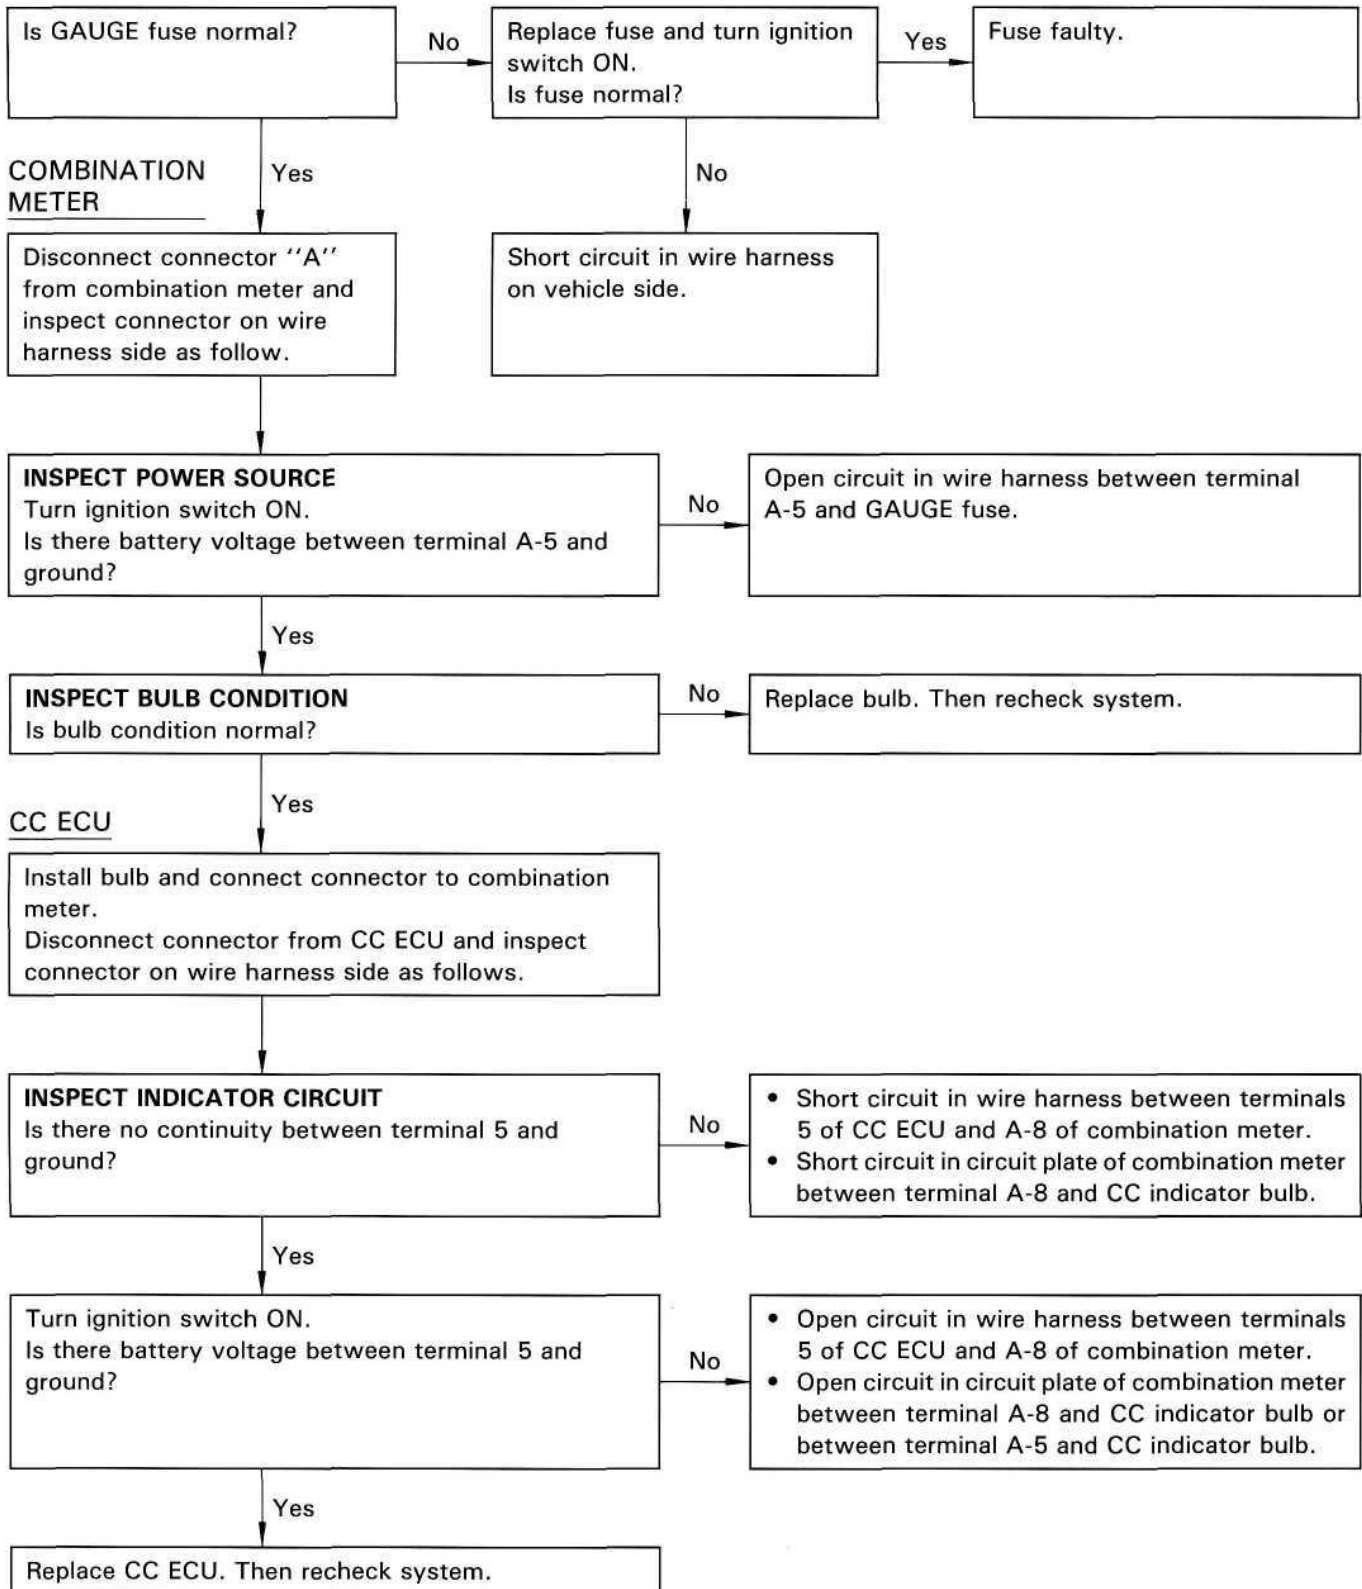 Is GAUGE fuse normal?
No
Replace fuse and turn ignition
switch ON.
Is fuse normal?
Yes
Fuse faulty.
COMBINATION
METER
Yes
No
Disconnect connector ‘‘A’’
from combination meter and
inspect connector on wire
harness side as follow.
Short circuit in wire harness
on vehicle side.
INSPECT POWER SOURCE
Turn ignition switch ON.
Is there battery voltage between terminal A-5 and
ground?
No
Open circuit in wire harness between terminal
A-5 and GAUGE fuse.
Yes
INSPECT BULB CONDITION
Is bulb condition normal?
No
Replace bulb. Then recheck system.
Yes
CC ECU
Install bulb and connect connector to combination
meter.
Disconnect connector from CC ECU and inspect
connector on wire harness side as follows.
INSPECT INDICATOR CIRCUIT
Is there no continuity between terminal 5 and
ground?
No
• Short circuit in wire harness between terminals
5 of CC ECU and A-8 of combination meter.
• Short circuit in circuit plate of combination meter
between terminal A-8 and CC indicator bulb.
Yes
Turn ignition switch ON.
Is there battery voltage between terminal 5 and
ground?
No
• Open circuit in wire harness between terminals
5 of CC ECU and A-8 of combination meter.
• Open circuit in circuit plate of combination meter
between terminal A-8 and CC indicator bulb or
between terminal A-5 and CC indicator bulb.
Yes
Replace CC ECU. Then recheck system.